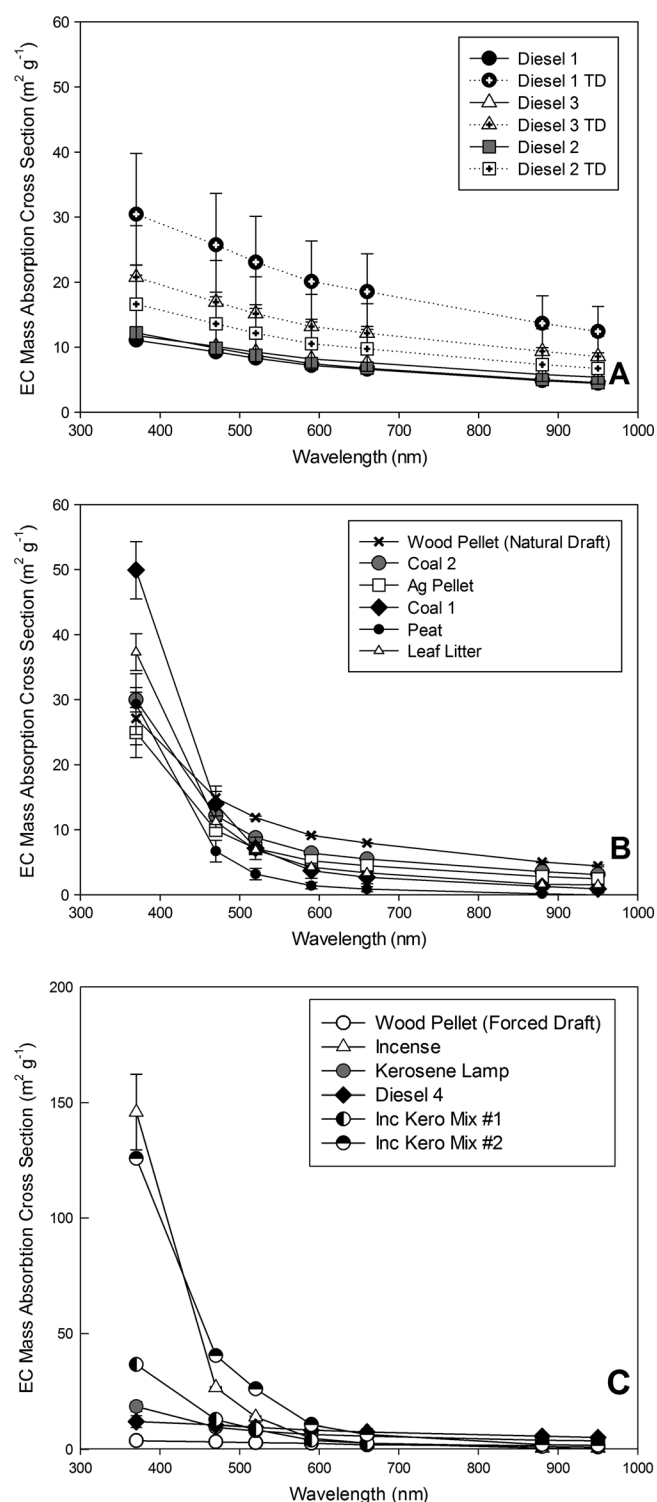 60
50
40
30
20
10
0
EC Mass Absorption Cross Section (m² g⁻¹)
Diesel 1
Diesel 1 TD
Diesel 3
Diesel 3 TD
Diesel 2
Diesel 2 TD
A
300 400 500 600 700 800 900 1000
Wavelength (nm)
60
50
40
30
20
10
0
EC Mass Absorption Cross Section (m² g⁻¹)
Wood Pellet (Natural Draft)
Coal 2
Ag Pellet
Coal 1
Peat
Leaf Litter
B
300 400 500 600 700 800 900 1000
Wavelength (nm)
200
150
100
50
0
EC Mass Absorbtion Cross Section (m² g⁻¹)
Wood Pellet (Forced Draft)
Incense
Kerosene Lamp
Diesel 4
Inc Kero Mix #1
Inc Kero Mix #2
C
300 400 500 600 700 800 900 1000
Wavelength (nm)